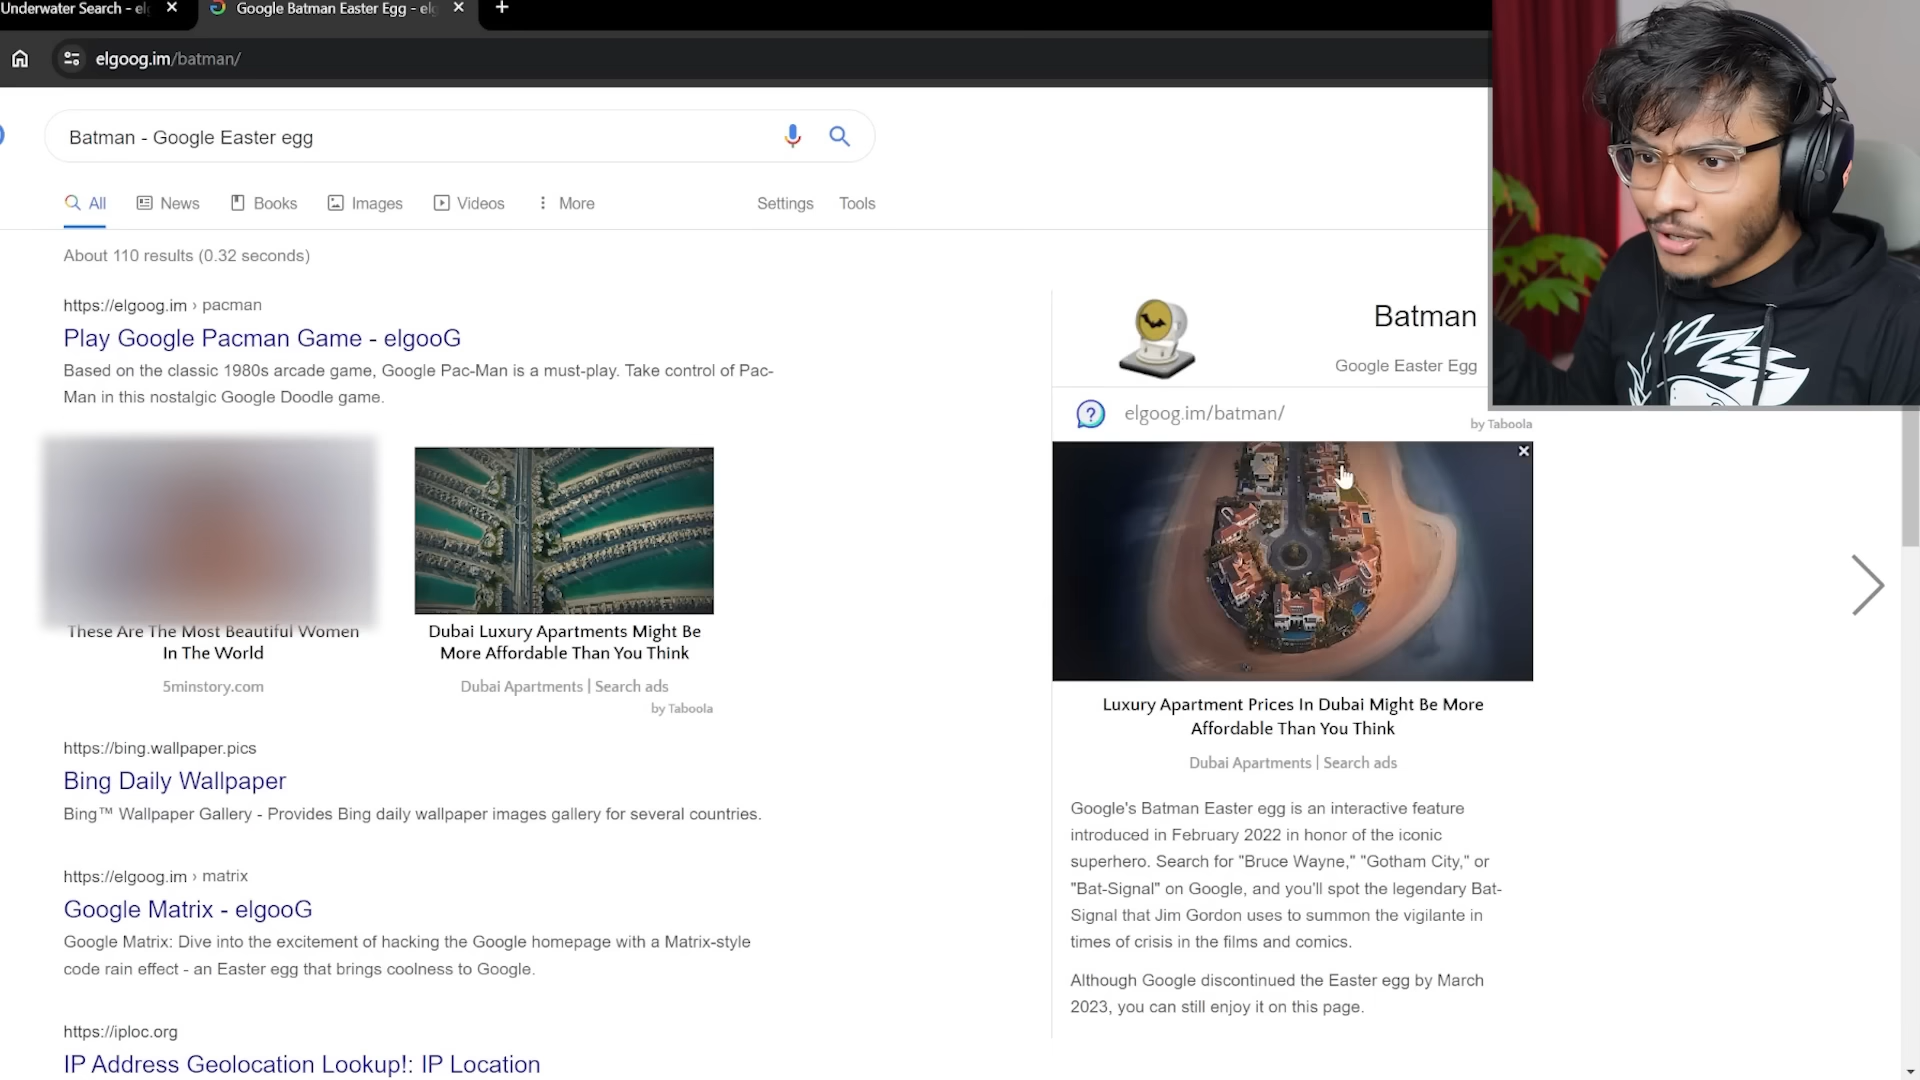 Underwater Search - el
Google Batman Easter Egg - elg
elgoog.im/batman/
Batman - Google Easter egg
All
News
Books
Images
Videos
More
Settings
Tools
About 110 results (0.32 seconds)
https://elgoog.im › pacman
Play Google Pacman Game - elgooG
Based on the classic 1980s arcade game, Google Pac-Man is a must-play. Take control of Pac-
Man in this nostalgic Google Doodle game.
These Are The Most Beautiful Women
In The World
5minstory.com
Dubai Luxury Apartments Might Be
More Affordable Than You Think
Dubai Apartments | Search ads
by Taboola
https://bing.wallpaper.pics
Bing Daily Wallpaper
Bing™ Wallpaper Gallery - Provides Bing daily wallpaper images gallery for several countries.
https://elgoog.im › matrix
Google Matrix - elgooG
Google Matrix: Dive into the excitement of hacking the Google homepage with a Matrix-style
code rain effect - an Easter egg that brings coolness to Google.
https://iploc.org
IP Address Geolocation Lookup!: IP Location
Batman
Google Easter Egg
elgoog.im/batman/
by Taboola
Luxury Apartment Prices In Dubai Might Be More
Affordable Than You Think
Dubai Apartments | Search ads
Google's Batman Easter egg is an interactive feature
introduced in February 2022 in honor of the iconic
superhero. Search for "Bruce Wayne," "Gotham City," or
"Bat-Signal" on Google, and you'll spot the legendary Bat-
Signal that Jim Gordon uses to summon the vigilante in
times of crisis in the films and comics.
Although Google discontinued the Easter egg by March
2023, you can still enjoy it on this page.